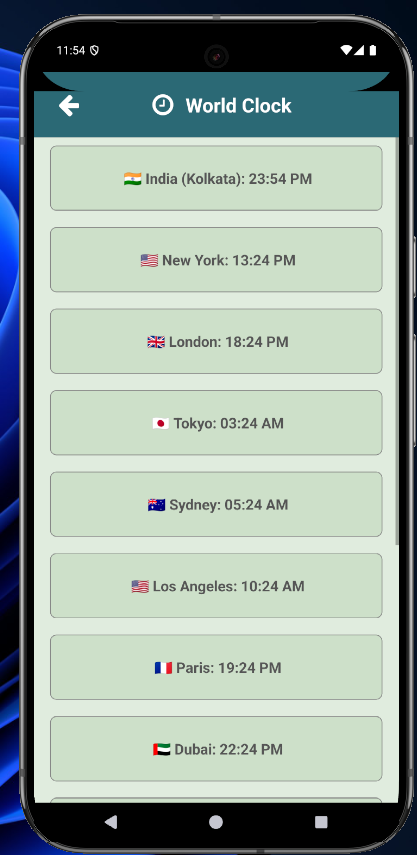 11:54
World Clock
India (Kolkata): 23:54 PM
New York: 13:24 PM
London: 18:24 PM
Tokyo: 03:24 AM
Sydney: 05:24 AM
Los Angeles: 10:24 AM
Paris: 19:24 PM
Dubai: 22:24 PM